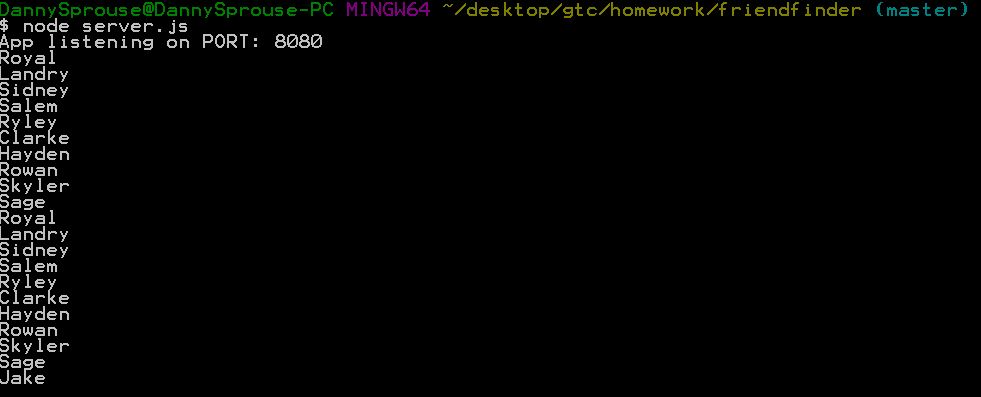 DannySprouse@DannySprouse-PC MINGW64 ~/desktop/gtc/homework/friendfinder (master)
$ node server.js
App listening on PORT: 8080
Royal
Landry
Sidney
Salem
Ryley
Clarke
Hayden
Rowan
Skyler
Sage
Royal
Landry
Sidney
Salem
Ryley
Clarke
Hayden
Rowan
Skyler
Sage
Jake